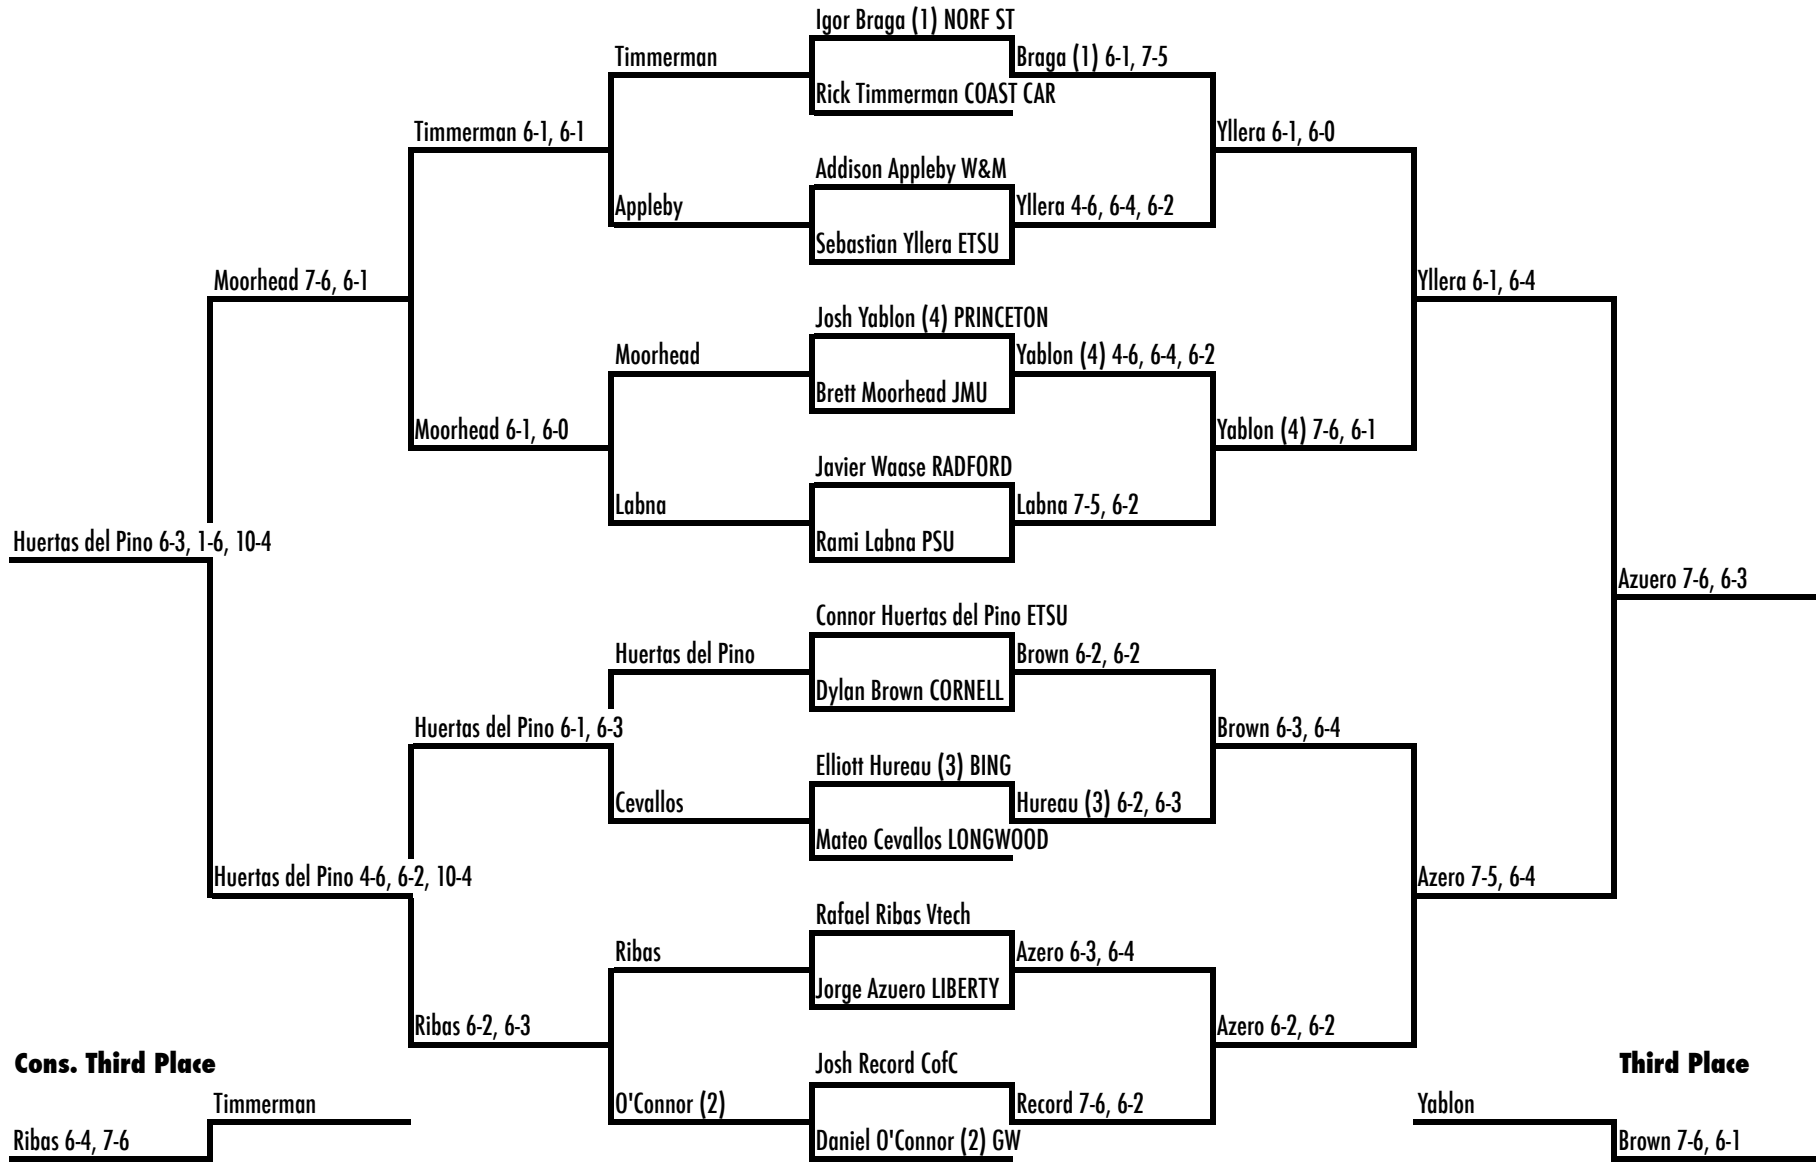 Igor Braga (1) NORF ST
Timmerman
Braga (1) 6-1, 7-5
Rick Timmerman COAST CAR
Timmerman 6-1, 6-1
Yllera 6-1, 6-0
Addison Appleby W&M
Appleby
Yllera 4-6, 6-4, 6-2
Sebastian Yllera ETSU
Moorhead 7-6, 6-1
Yllera 6-1, 6-4
Josh Yablon (4) PRINCETON
Moorhead
Yablon (4) 4-6, 6-4, 6-2
Brett Moorhead JMU
Moorhead 6-1, 6-0
Yablon (4) 7-6, 6-1
Javier Waase RADFORD
Labna
Labna 7-5, 6-2
Rami Labna PSU
Huertas del Pino 6-3, 1-6, 10-4
Azuero 7-6, 6-3
Connor Huertas del Pino ETSU
Huertas del Pino
Brown 6-2, 6-2
Dylan Brown CORNELL
Huertas del Pino 6-1, 6-3
Brown 6-3, 6-4
Elliott Hureau (3) BING
Cevallos
Hureau (3) 6-2, 6-3
Mateo Cevallos LONGWOOD
Huertas del Pino 4-6, 6-2, 10-4
Azero 7-5, 6-4
Rafael Ribas Vtech
Ribas
Azero 6-3, 6-4
Jorge Azuero LIBERTY
Ribas 6-2, 6-3
Azero 6-2, 6-2
Cons. Third Place
Josh Record CofC
Third Place
Timmerman
O'Connor (2)
Record 7-6, 6-2
Yablon
Ribas 6-4, 7-6
Daniel O'Connor (2) GW
Brown 7-6, 6-1